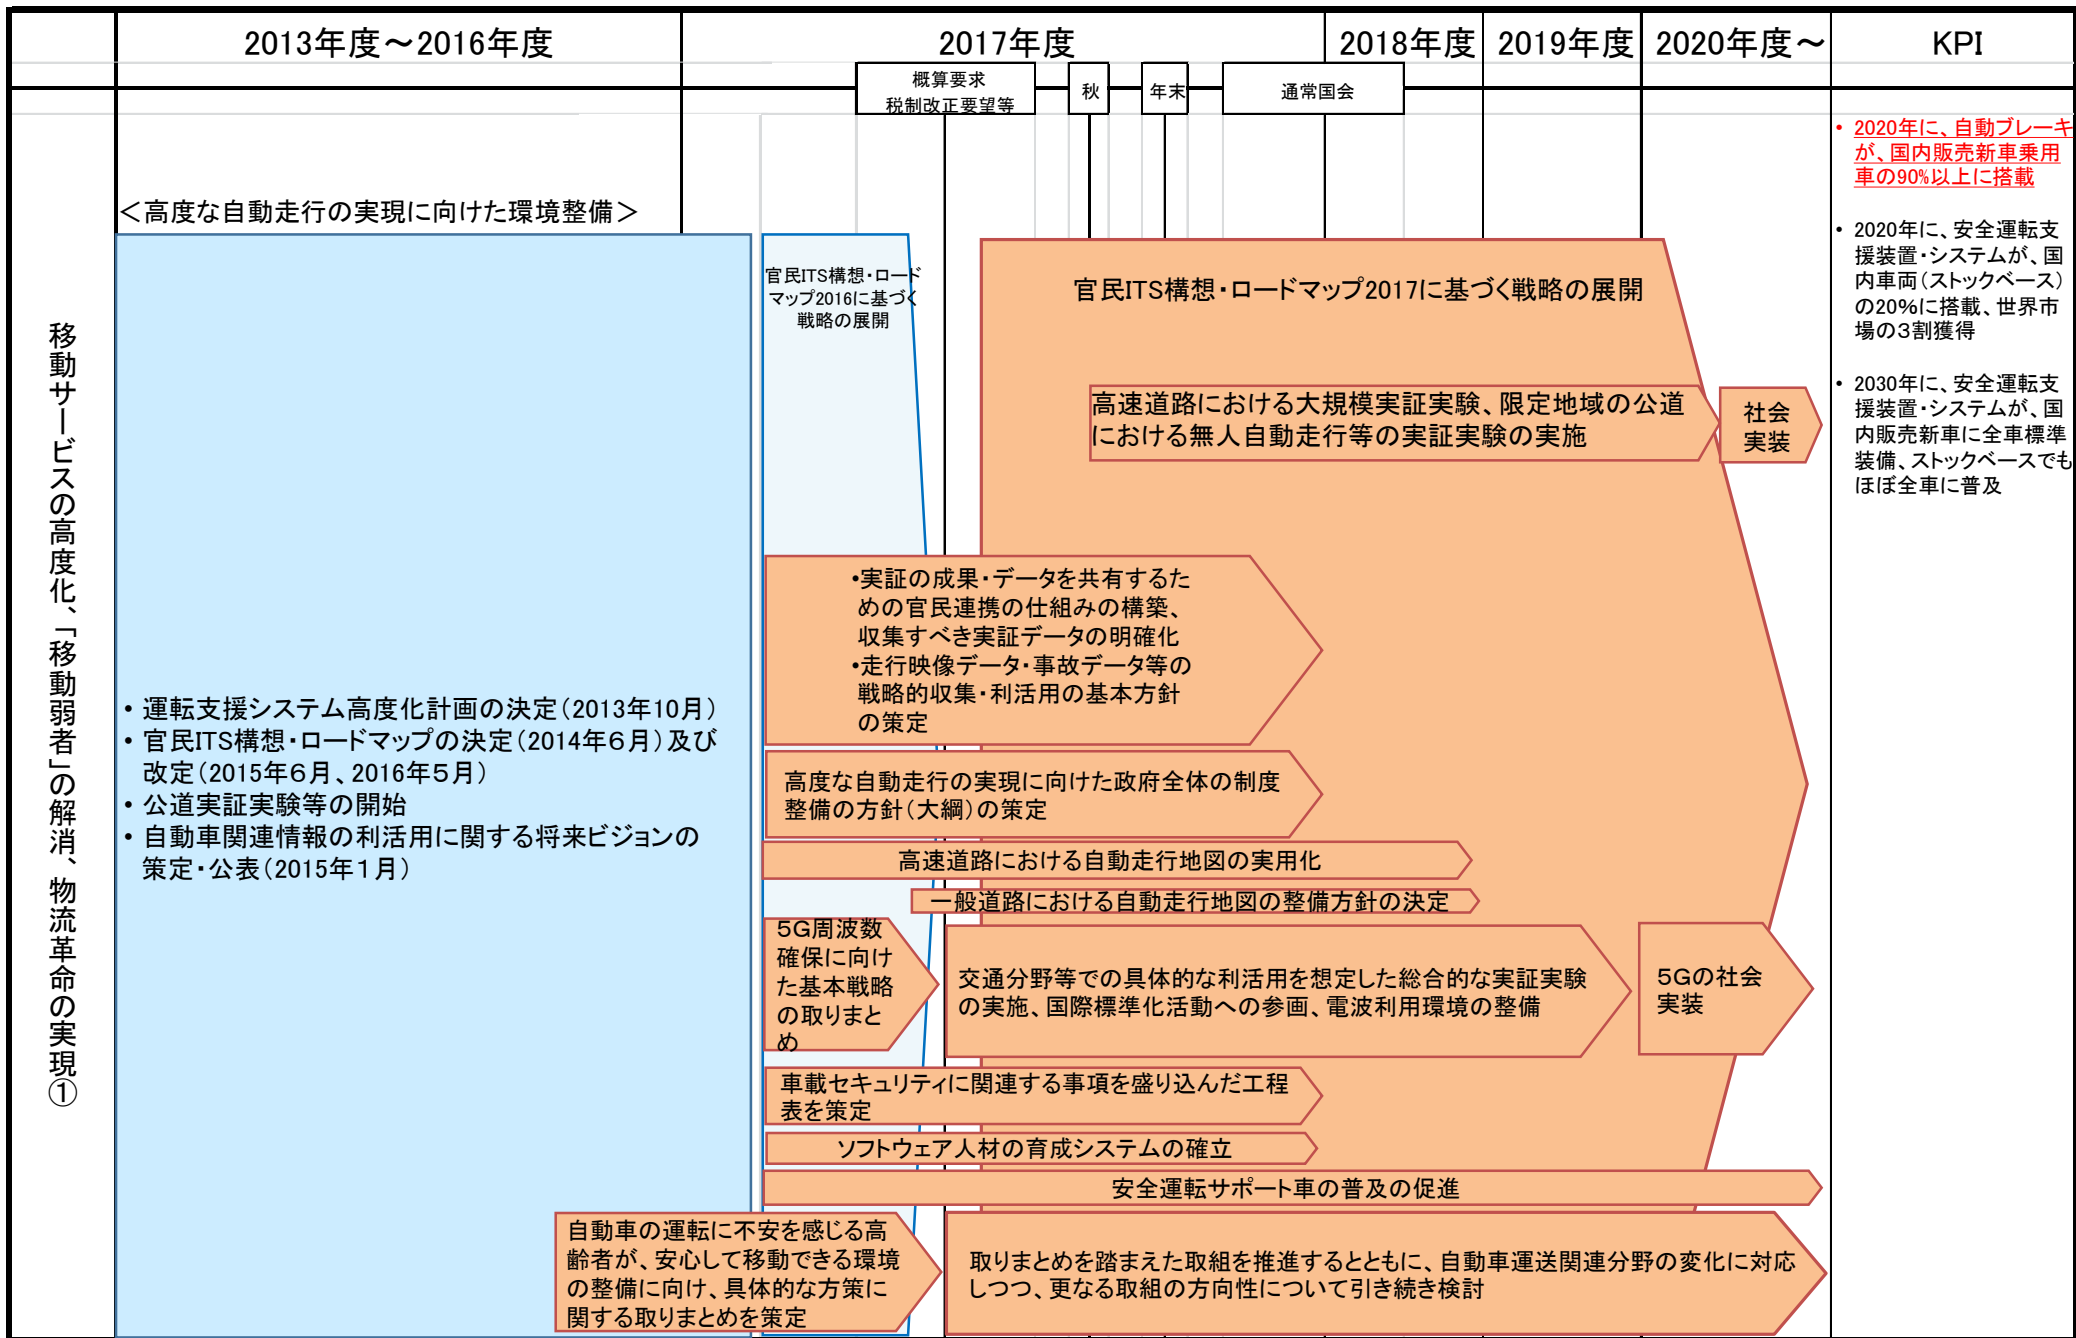 2013年度～2016年度
2017年度
2018年度
2019年度
2020年度～
KPI
概算要求
税制改正要望等
秋
年末
通常国会
移動サービスの高度化、「移動弱者」の解消、物流革命の実現①
＜高度な自動走行の実現に向けた環境整備＞
• 運転支援システム高度化計画の決定（2013年10月）
• 官民ITS構想・ロードマップの決定（2014年６月）及び
改定（2015年６月、2016年５月）
• 公道実証実験等の開始
• 自動車関連情報の利活用に関する将来ビジョンの
策定・公表（2015年１月）
官民ITS構想・ロード
マップ2016に基づく
戦略の展開
官民ITS構想・ロードマップ2017に基づく戦略の展開
高速道路における大規模実証実験、限定地域の公道
における無人自動走行等の実証実験の実施
社会
実装
・実証の成果・データを共有するた
めの官民連携の仕組みの構築、
収集すべき実証データの明確化
・走行映像データ・事故データ等の
戦略的収集・利活用の基本方針
の策定
高度な自動走行の実現に向けた政府全体の制度
整備の方針（大綱）の策定
高速道路における自動走行地図の実用化
一般道路における自動走行地図の整備方針の決定
５Ｇ周波数
確保に向け
た基本戦略
の取りまと
め
交通分野等での具体的な利活用を想定した総合的な実証実験
の実施、国際標準化活動への参画、電波利用環境の整備
５Ｇの社会
実装
車載セキュリティに関連する事項を盛り込んだ工程
表を策定
ソフトウェア人材の育成システムの確立
安全運転サポート車の普及の促進
自動車の運転に不安を感じる高
齢者が、安心して移動できる環境
の整備に向け、具体的な方策に
関する取りまとめを策定
取りまとめを踏まえた取組を推進するとともに、自動車運送関連分野の変化に対応
しつつ、更なる取組の方向性について引き続き検討
• 2020年に、自動ブレーキ
が、国内販売新車乗用
車の90%以上に搭載
• 2020年に、安全運転支
援装置・システムが、国
内車両（ストックベース）
の20％に搭載、世界市
場の３割獲得
• 2030年に、安全運転支
援装置・システムが、国
内販売新車に全車標準
装備、ストックベースでも
ほぼ全車に普及